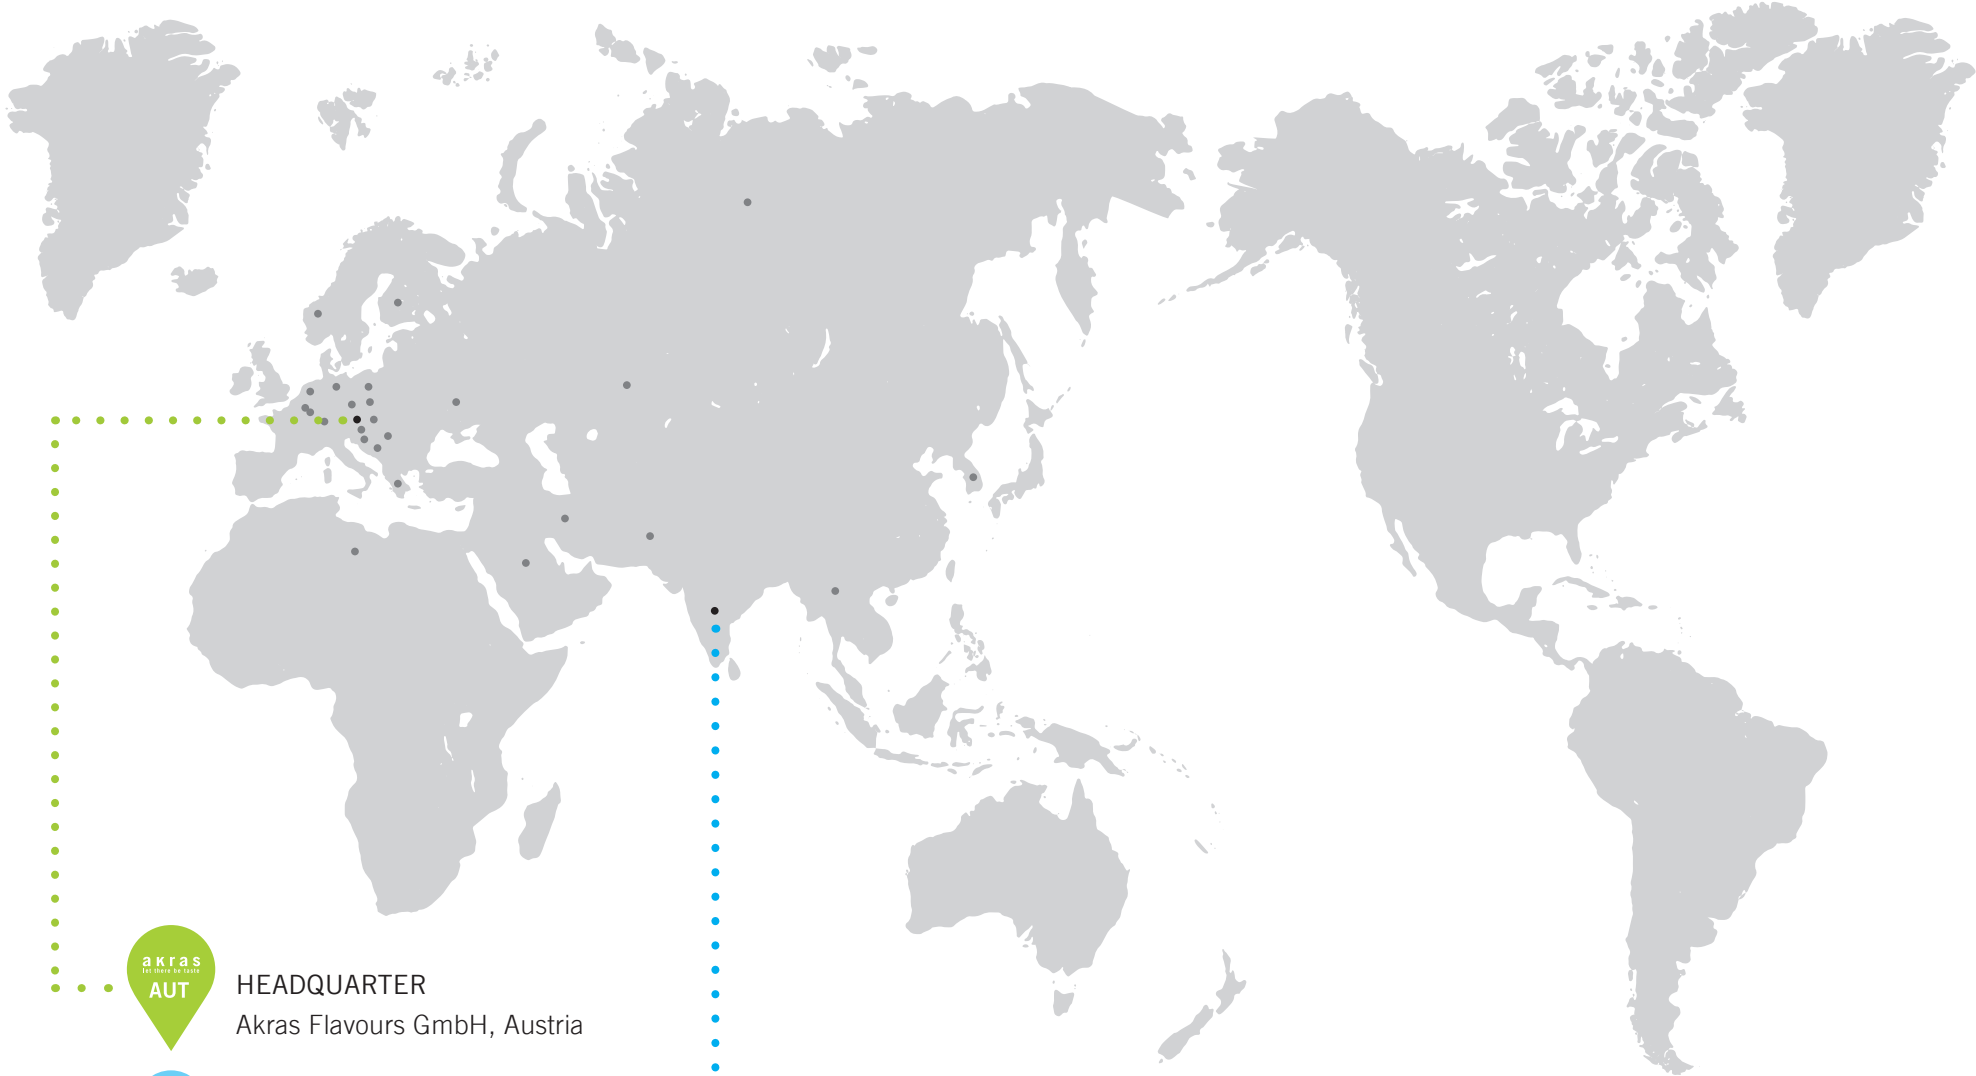 akras
let there be taste
AUT
HEADQUARTER
Akras Flavours GmbH, Austria